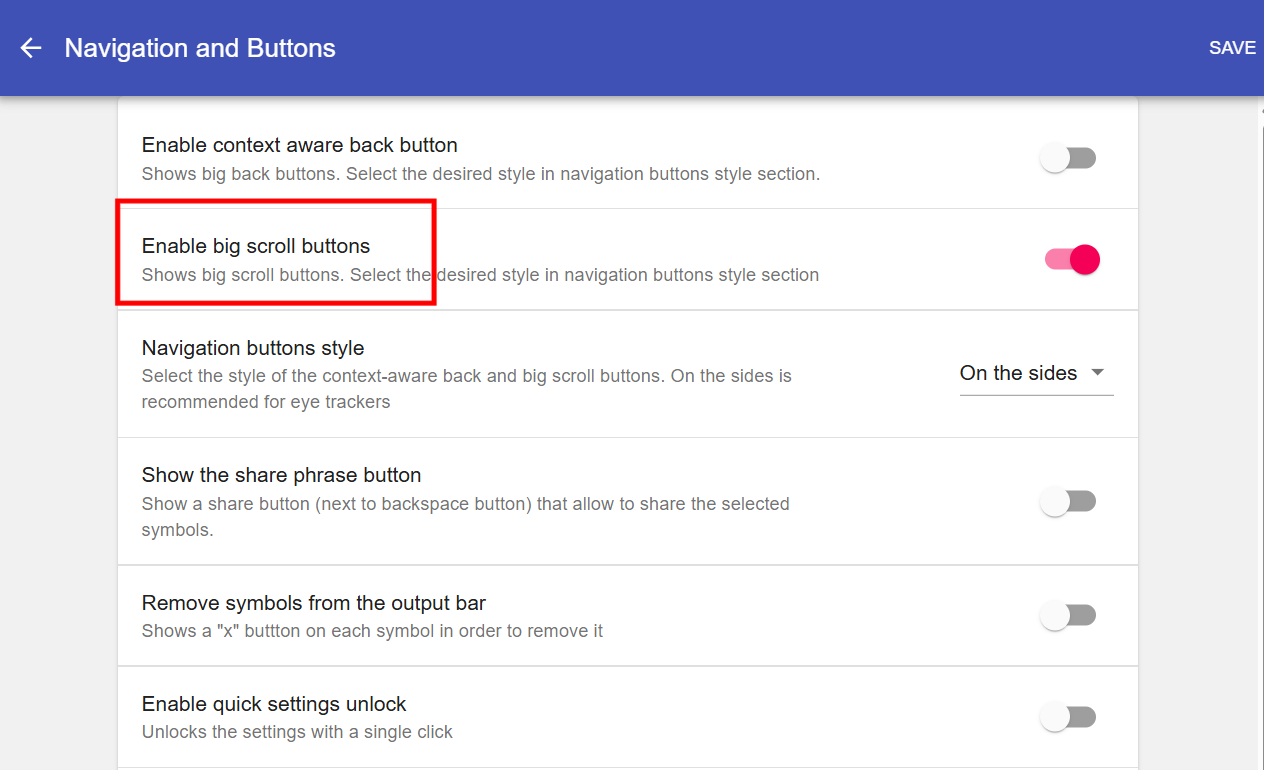 Navigation and Buttons
SAVE
Enable context aware back button
Shows big back buttons. Select the desired style in navigation buttons style section.
Enable big scroll buttons
Shows big scroll buttons. Select the desired style in navigation buttons style section
Navigation buttons style
Select the style of the context-aware back and big scroll buttons. On the sides is
recommended for eye trackers
On the sides
Show the share phrase button
Show a share button (next to backspace button) that allow to share the selected
symbols.
Remove symbols from the output bar
Shows a "x" buttton on each symbol in order to remove it
Enable quick settings unlock
Unlocks the settings with a single click